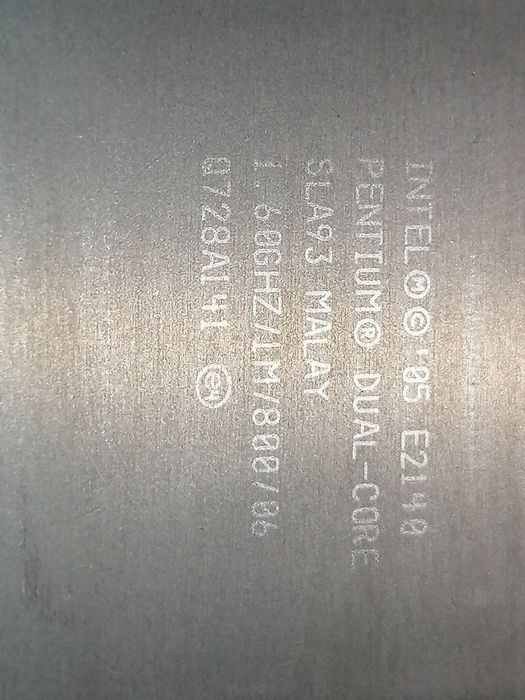 INTEL Ⓜ © '05 E2140
PENTIUM® DUAL-CORE
SLA93 MALAY
1.60GHZ/1M/800/06
Q728A141 e4